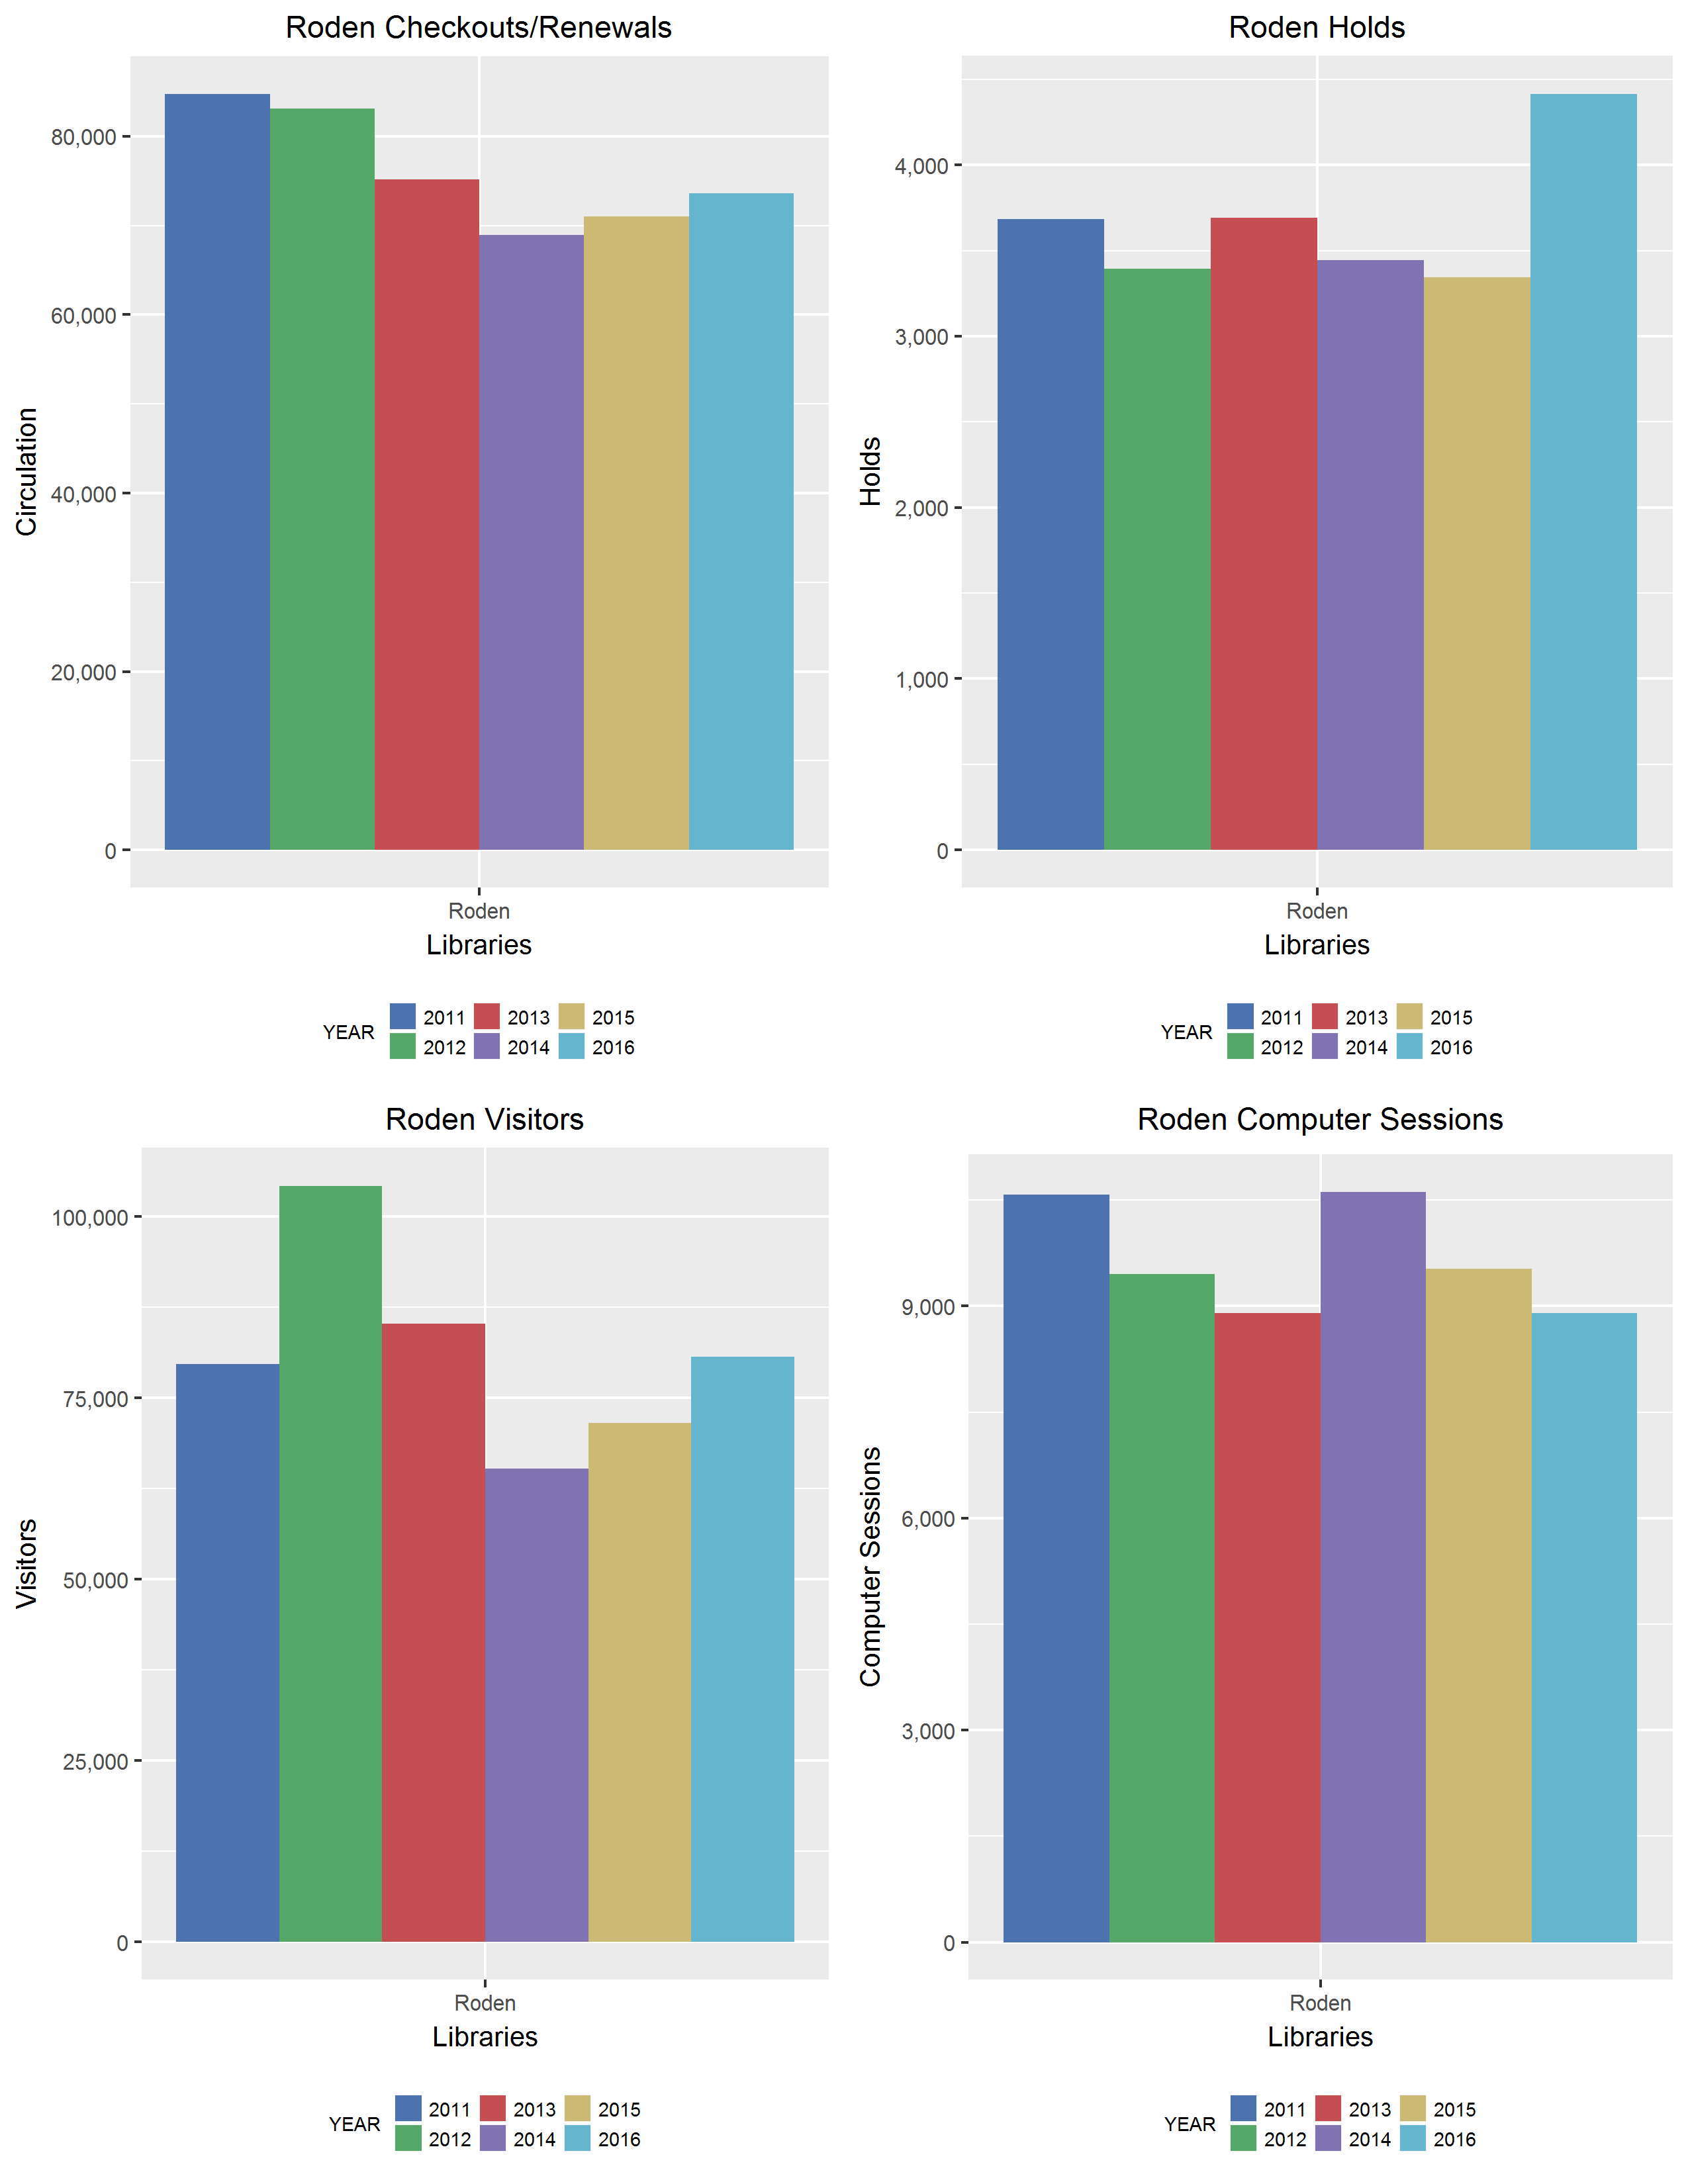 Roden Checkouts/Renewals
Circulation
80,000
60,000
40,000
20,000
0
Roden
Libraries
YEAR
2011 2013 2015
2012 2014 2016
Roden Holds
Holds
4,000
3,000
2,000
1,000
0
Roden
Libraries
YEAR
2011 2013 2015
2012 2014 2016
Roden Visitors
Visitors
100,000
75,000
50,000
25,000
0
Roden
Libraries
YEAR
2011 2013 2015
2012 2014 2016
Roden Computer Sessions
Computer Sessions
9,000
6,000
3,000
0
Roden
Libraries
YEAR
2011 2013 2015
2012 2014 2016